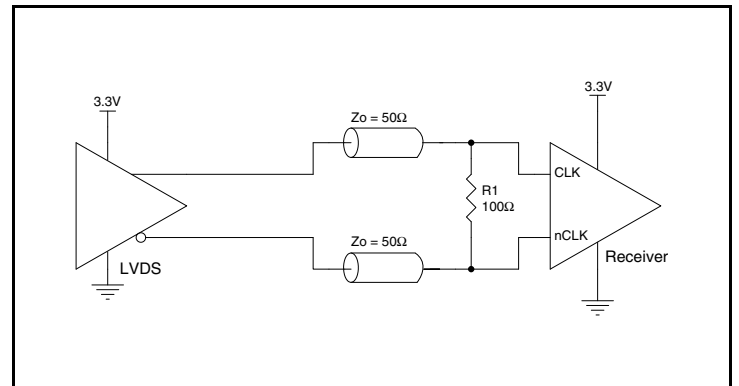 3.3V
3.3V
Zo = 50Ω
CLK
R1
100Ω
nCLK
Zo = 50Ω
LVDS
Receiver